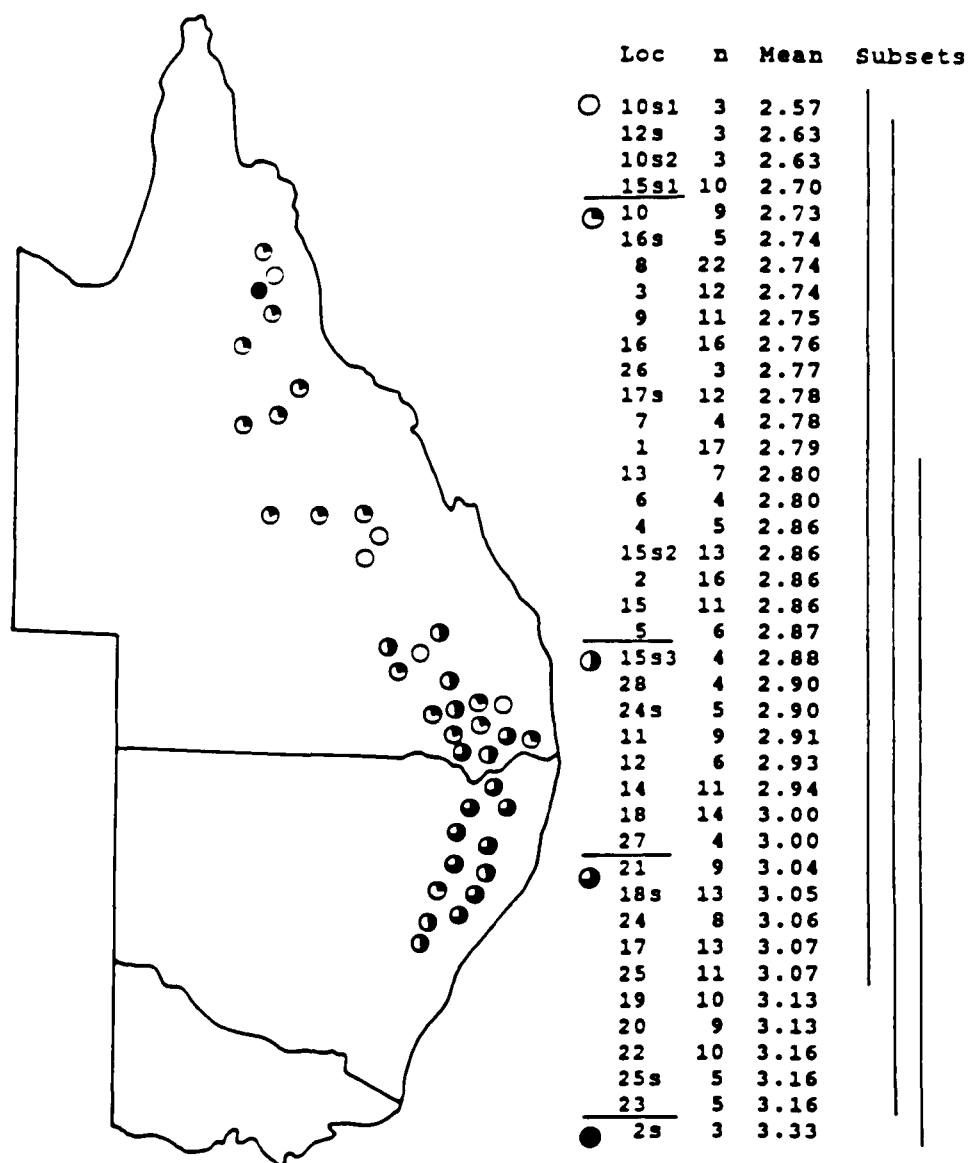 Loc n Mean Subsets
10s1 3 2.57
12s 3 2.63
10s2 3 2.63
15s1 10 2.70
10 9 2.73
16s 5 2.74
8 22 2.74
3 12 2.74
9 11 2.75
16 16 2.76
26 3 2.77
17s 12 2.78
7 4 2.78
1 17 2.79
13 7 2.80
6 4 2.80
4 5 2.86
15s2 13 2.86
2 16 2.86
15 11 2.86
5 6 2.87
15s3 4 2.88
28 4 2.90
24s 5 2.90
11 9 2.91
12 6 2.93
14 11 2.94
18 14 3.00
27 4 3.00
21 9 3.04
18s 13 3.05
24 8 3.06
17 13 3.07
25 11 3.07
19 10 3.13
20 9 3.13
22 10 3.16
25s 5 3.16
23 5 3.16
2s 3 3.33